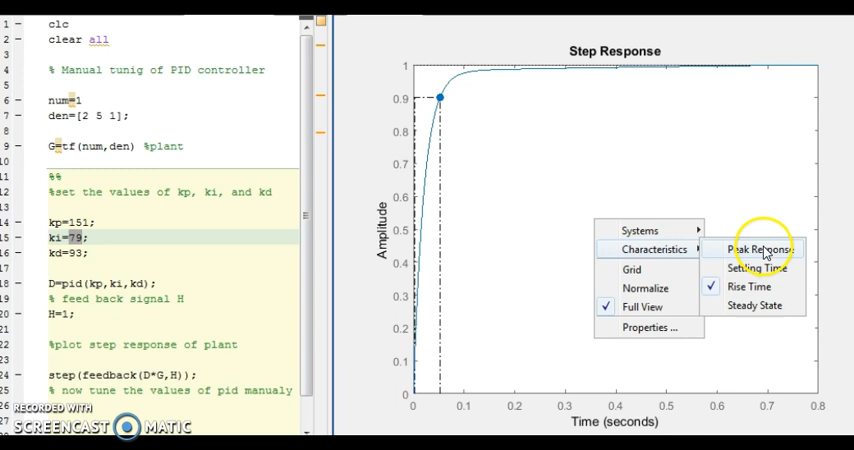 1 clc
2 clear all
3
4 % Manual tunig of PID controller
5
6 num=1
7 den=[2 5 1];
8
9 G=tf(num,den) %plant
10
11 %%
12 %set the values of kp, ki, and kd
13
14 kp=151;
15 ki=79;
16 kd=93;
17
18 D=pid(kp,ki,kd);
19 % feed back signal H
20 H=1;
21
22 %plot step response of plant
23
24 step(feedback(D*G,H));
25 % now tune the values of pid manualy
26
27
RECORDED WITH
SCREENCAST MATIC
Step Response
Amplitude
1
0.9
0.8
0.7
0.6
0.5
0.4
0.3
0.2
0.1
0
0 0.1 0.2 0.3 0.4 0.5 0.6 0.7 0.8
Time (seconds)
Systems
Characteristics
Grid
Normalize
Full View
Properties ...
Peak Response
Settling Time
Rise Time
Steady State